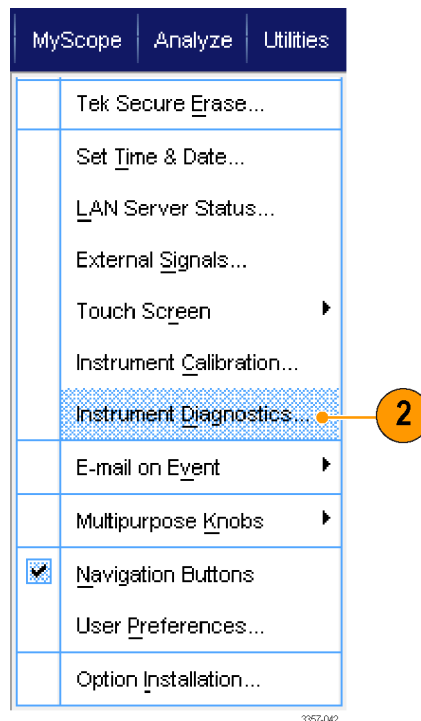 MyScope Analyze Utilities
Tek Secure Erase...
Set Time & Date...
LAN Server Status...
External Signals...
Touch Screen
Instrument Calibration...
Instrument Diagnostics...
2
E-mail on Event
Multipurpose Knobs
Navigation Buttons
User Preferences...
Option Installation...
3357-042